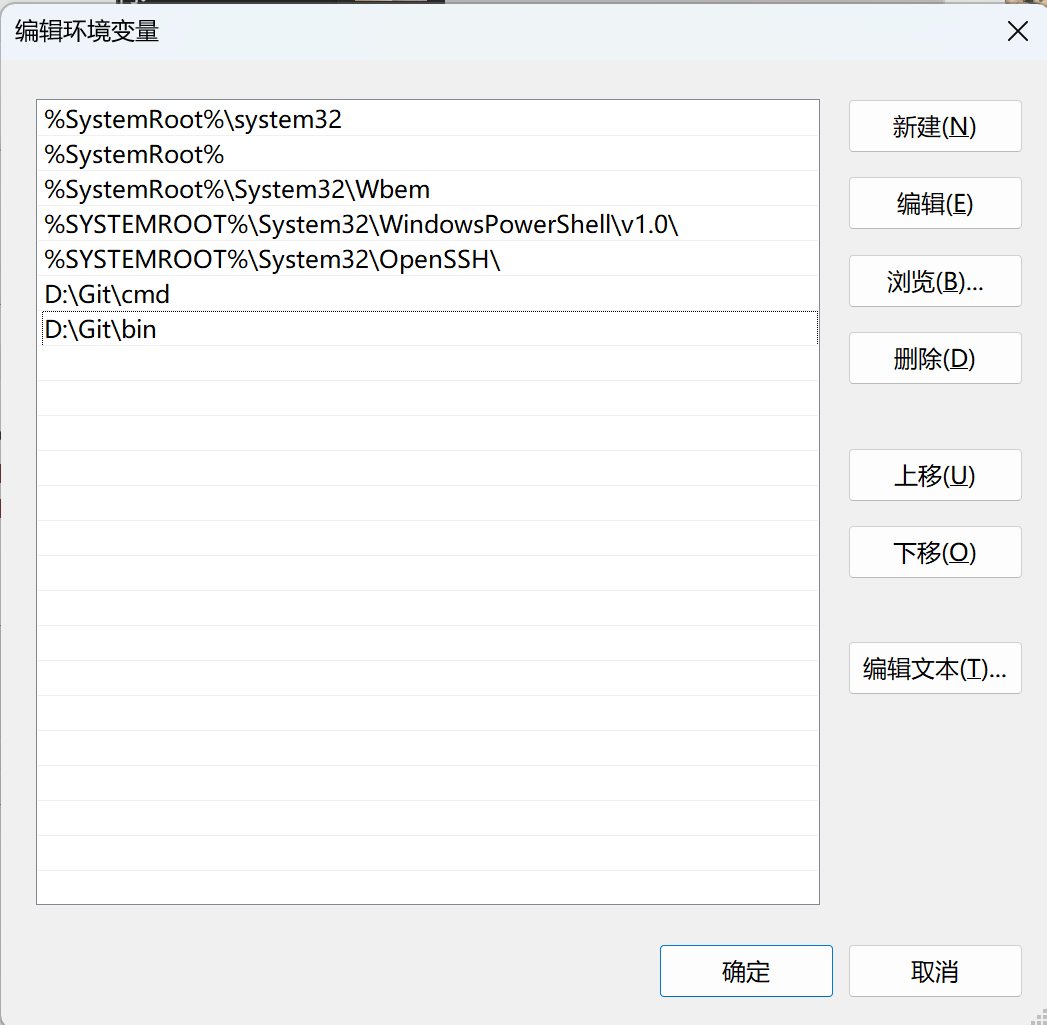 编辑环境变量
%SystemRoot%\system32
%SystemRoot%
%SystemRoot%\System32\Wbem
%SYSTEMROOT%\System32\WindowsPowerShell\v1.0\
%SYSTEMROOT%\System32\OpenSSH\
D:\Git\cmd
D:\Git\bin
新建(N)
编辑(E)
浏览(B)...
删除(D)
上移(U)
下移(O)
编辑文本(T)...
确定
取消